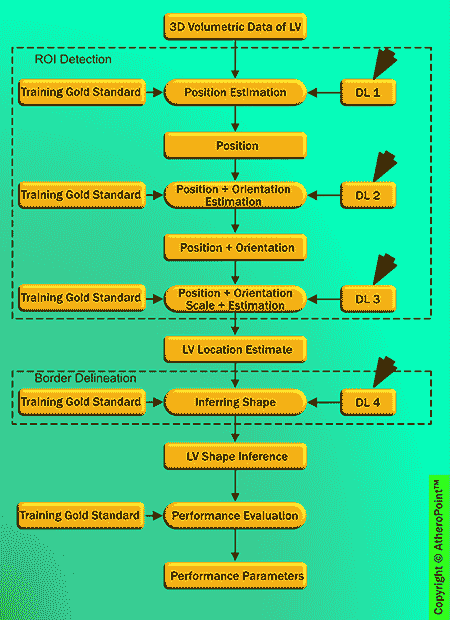 3D Volumetric Data of LV
ROI Detection
Training Gold Standard
Position Estimation
DL 1
Position
Training Gold Standard
Position + Orientation
Estimation
DL 2
Position + Orientation
Training Gold Standard
Position + Orientation
Scale + Estimation
DL 3
LV Location Estimate
Border Delineation
Training Gold Standard
Inferring Shape
DL 4
LV Shape Inference
Training Gold Standard
Performance Evaluation
Performance Parameters
Copyright © AtheroPoint™